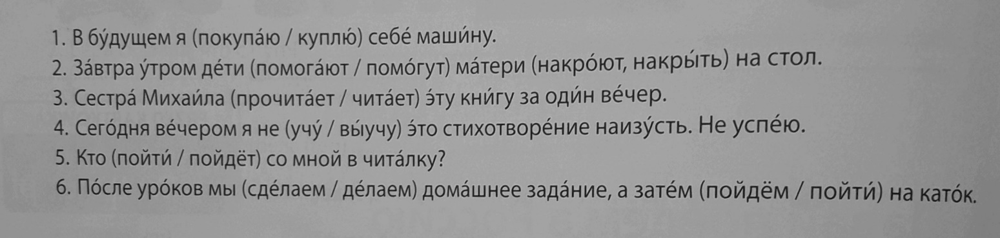 1. В бу́дущем я (покупа́ю / куплю́) себе́ маши́ну.
2. За́втра у́тром де́ти (помога́ют / помо́гут) ма́тери (накро́ют, накры́ть) на стол.
3. Сестра́ Михаи́ла (прочита́ет / чита́ет) э́ту кни́гу за оди́н ве́чер.
4. Сего́дня ве́чером я не (учу́ / вы́учу) э́то стихотворе́ние наизу́сть. Не успе́ю.
5. Кто (пойти́ / пойдёт) со мной в чита́лку?
6. По́сле уро́ков мы (сде́лаем / де́лаем) дома́шнее зада́ние, а зате́м (пойдём / пойти́) на като́к.